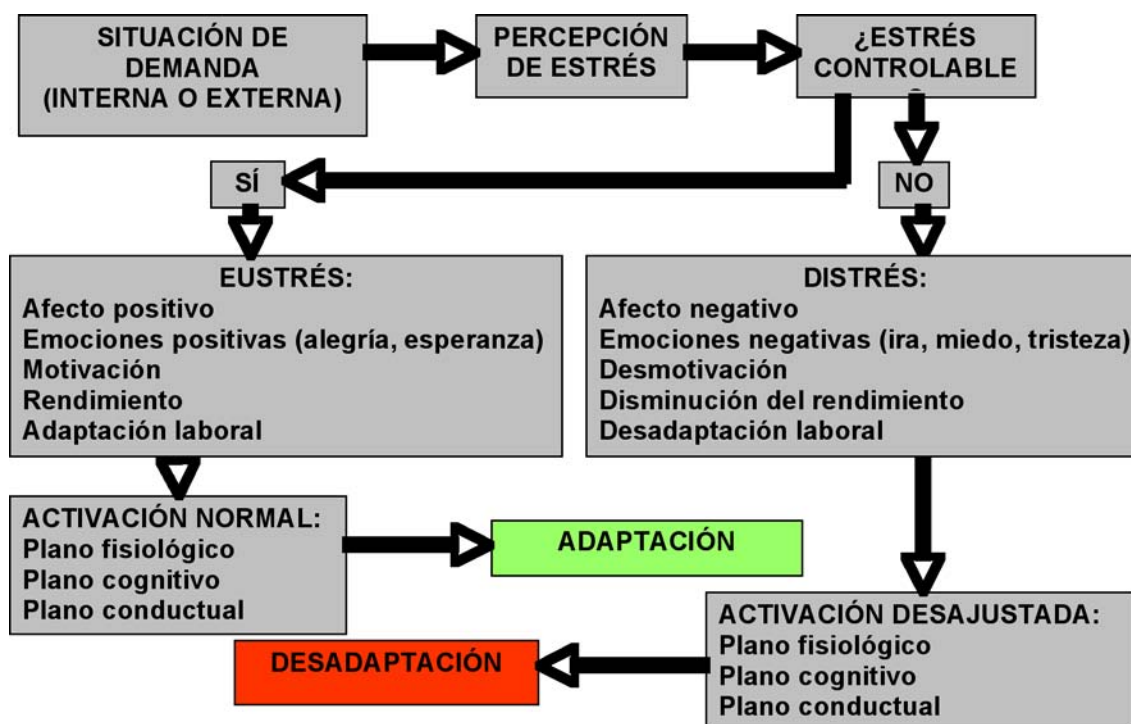 SITUACIÓN DE
DEMANDA
(INTERNA O EXTERNA)
PERCEPCIÓN
DE ESTRÉS
¿ESTRÉS
CONTROLABLE
SÍ
NO
EUSTRÉS:
Afecto positivo
Emociones positivas (alegría, esperanza)
Motivación
Rendimiento
Adaptación laboral
DISTRÉS:
Afecto negativo
Emociones negativas (ira, miedo, tristeza)
Desmotivación
Disminución del rendimiento
Desadaptación laboral
ACTIVACIÓN NORMAL:
Plano fisiológico
Plano cognitivo
Plano conductual
ADAPTACIÓN
ACTIVACIÓN DESAJUSTADA:
Plano fisiológico
Plano cognitivo
Plano conductual
DESADAPTACIÓN